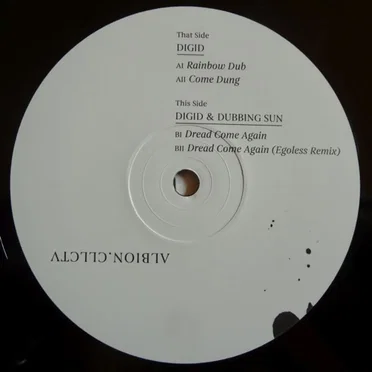 That Side
DIGID
AI Rainbow Dub
AII Come Dung
This Side
DIGID & DUBBING SUN
BI Dread Come Again
BII Dread Come Again (Egoless Remix)
ALBION.CLLCTV